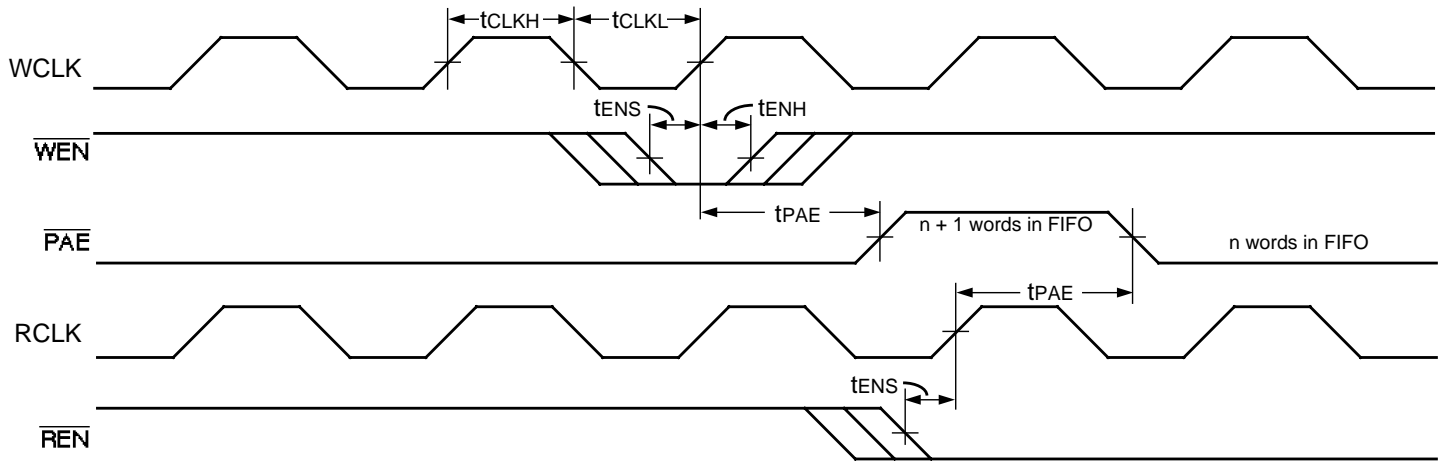 tCLKH
tCLKL
WCLK
tENS
tENH
WEN
tPAE
PAE
n + 1 words in FIFO
n words in FIFO
tPAE
RCLK
tENS
REN